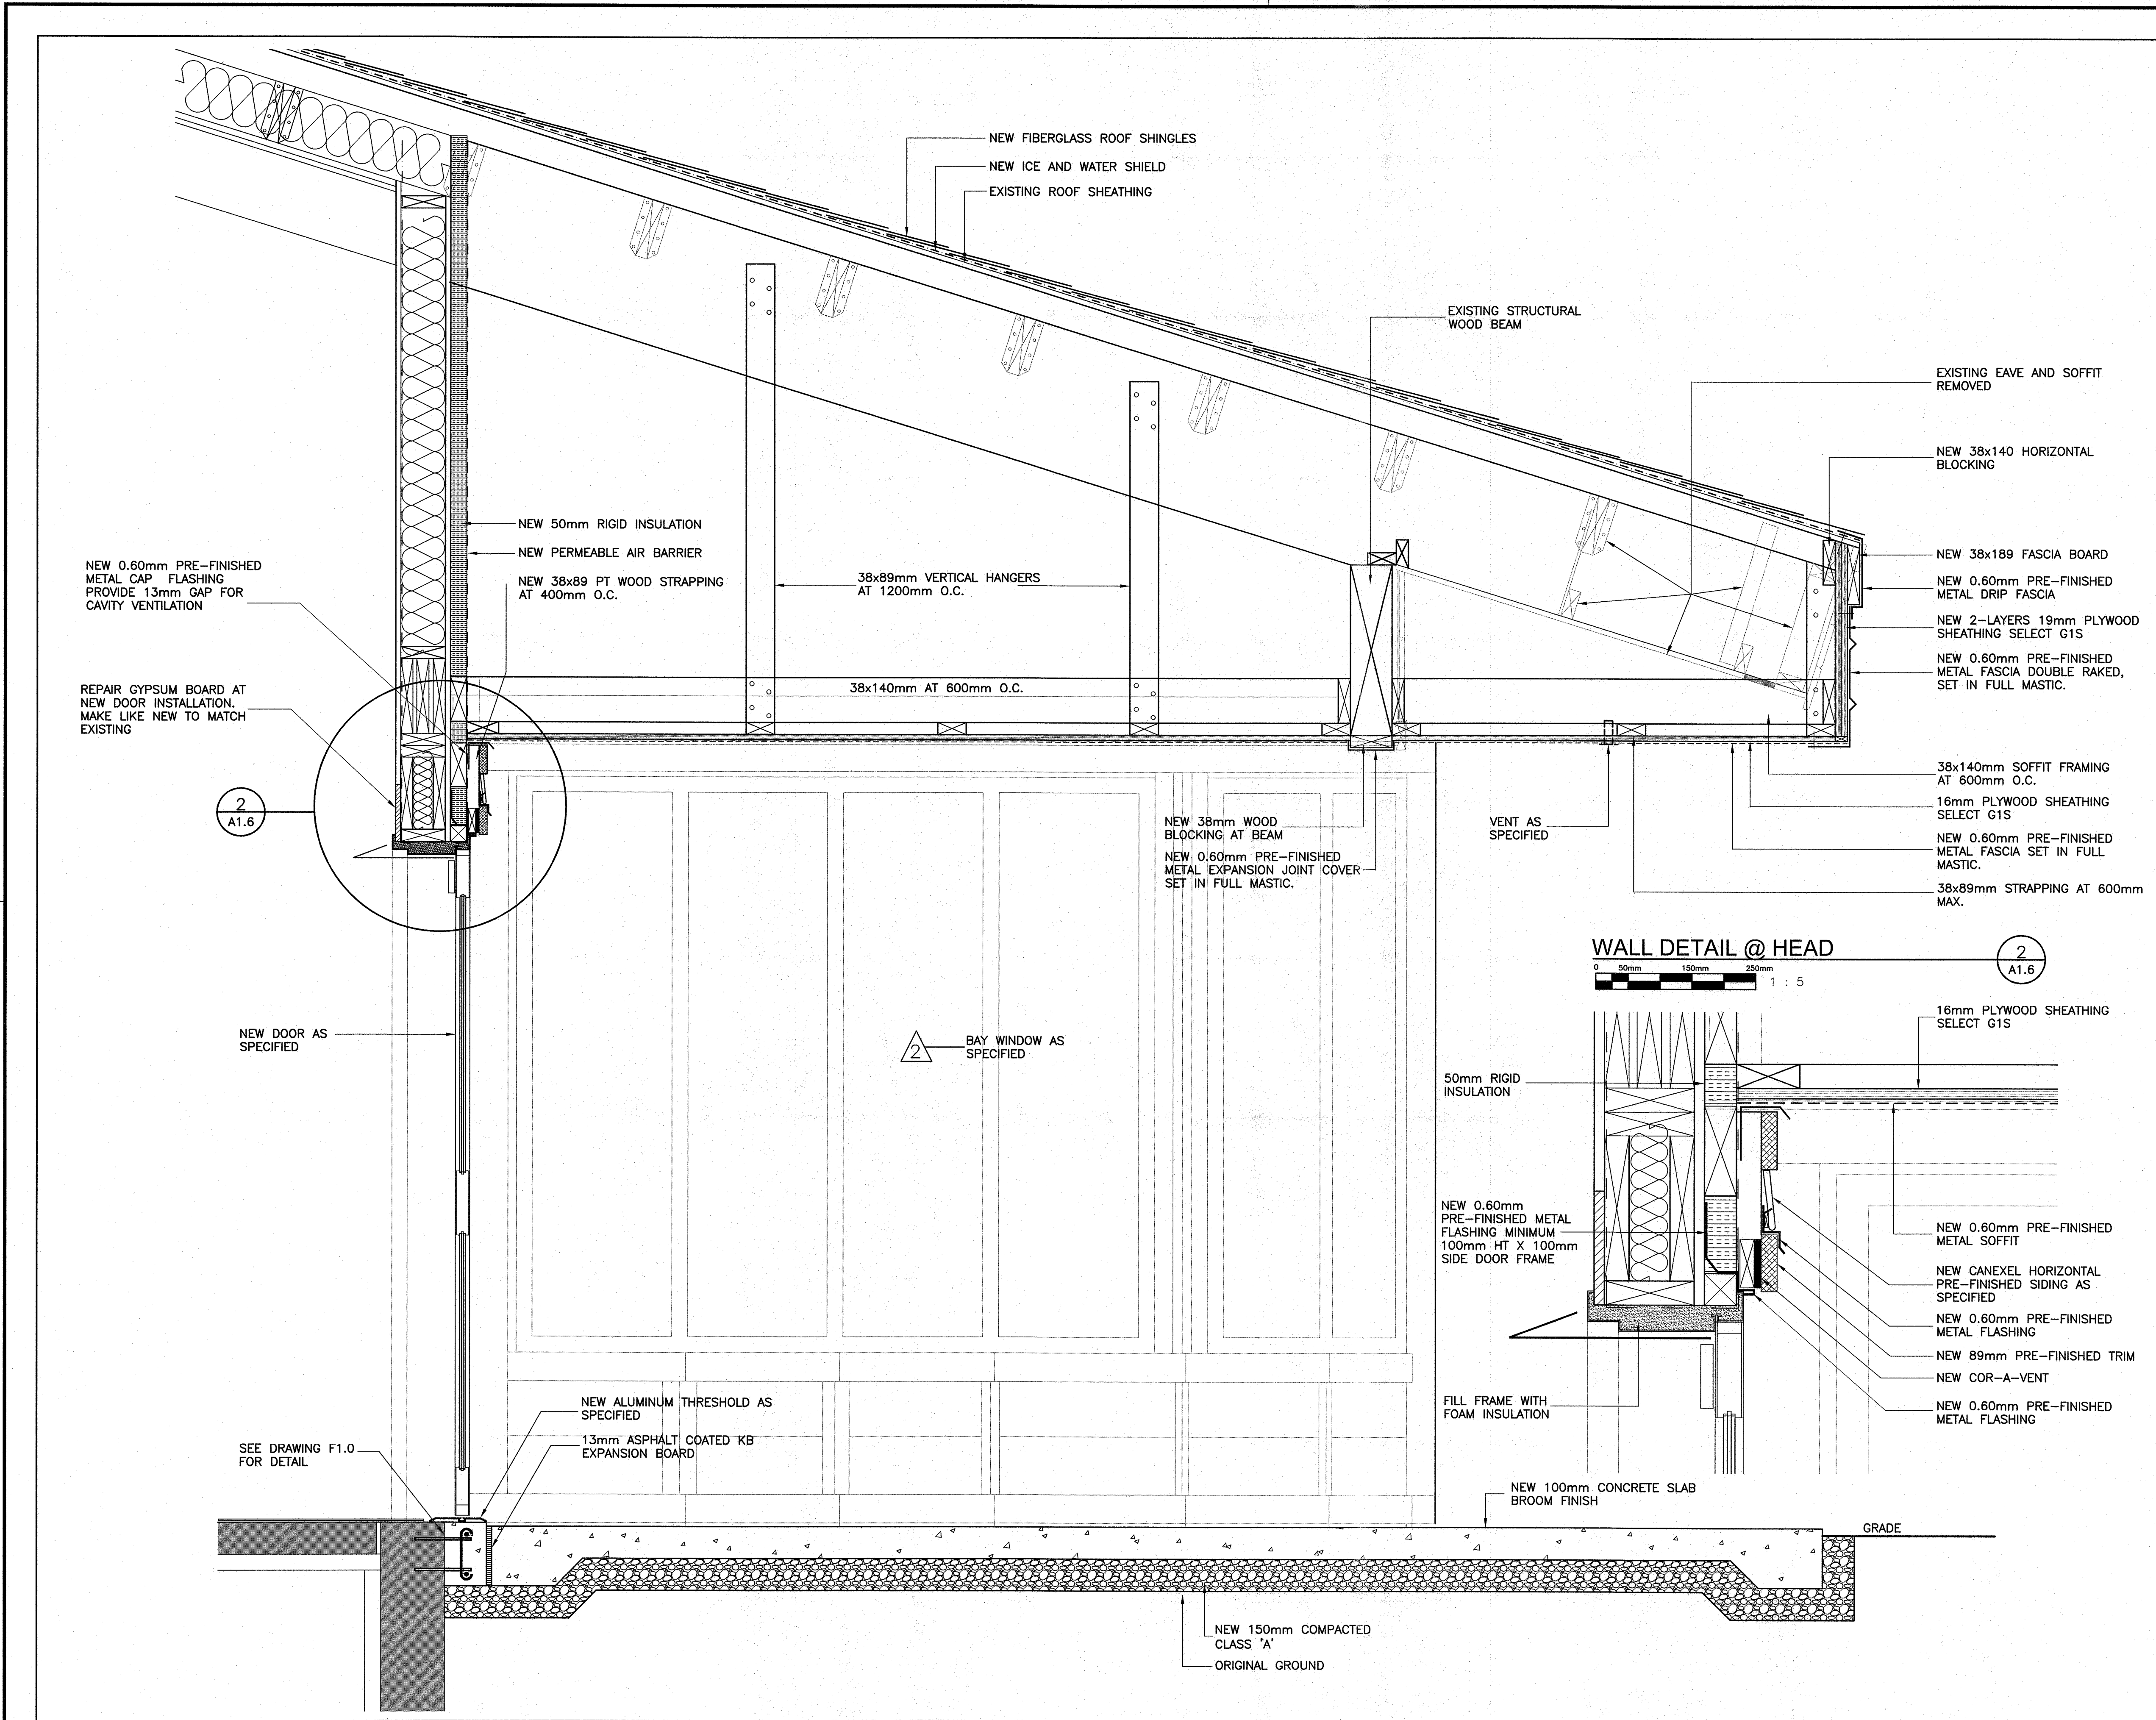 NEW FIBERGLASS ROOF SHINGLES
NEW ICE AND WATER SHIELD
EXISTING ROOF SHEATHING
EXISTING STRUCTURAL
WOOD BEAM
EXISTING EAVE AND SOFFIT
REMOVED
NEW 38x140 HORIZONTAL
BLOCKING
NEW 38x189 FASCIA BOARD
NEW 0.60mm PRE-FINISHED
METAL DRIP FASCIA
NEW 2-LAYERS 19mm PLYWOOD
SHEATHING SELECT G1S
NEW 0.60mm PRE-FINISHED
METAL FASCIA DOUBLE RAKED,
SET IN FULL MASTIC.
38x140mm SOFFIT FRAMING
AT 600mm O.C.
16mm PLYWOOD SHEATHING
SELECT G1S
NEW 0.60mm PRE-FINISHED
METAL FASCIA SET IN FULL
MASTIC.
38x89mm STRAPPING AT 600mm
MAX.
NEW 50mm RIGID INSULATION
NEW PERMEABLE AIR BARRIER
NEW 38x89 PT WOOD STRAPPING
AT 400mm O.C.
38x89mm VERTICAL HANGERS
AT 1200mm O.C.
38x140mm AT 600mm O.C.
NEW 0.60mm PRE-FINISHED
METAL CAP FLASHING
PROVIDE 13mm GAP FOR
CAVITY VENTILATION
REPAIR GYPSUM BOARD AT
NEW DOOR INSTALLATION.
MAKE LIKE NEW TO MATCH
EXISTING
2
A1.6
NEW 38mm WOOD
BLOCKING AT BEAM
NEW 0.60mm PRE-FINISHED
METAL EXPANSION JOINT COVER
SET IN FULL MASTIC.
VENT AS
SPECIFIED
NEW DOOR AS
SPECIFIED
2
BAY WINDOW AS
SPECIFIED
NEW ALUMINUM THRESHOLD AS
SPECIFIED
13mm ASPHALT COATED KB
EXPANSION BOARD
SEE DRAWING F1.0
FOR DETAIL
NEW 100mm CONCRETE SLAB
BROOM FINISH
GRADE
NEW 150mm COMPACTED
CLASS 'A'
ORIGINAL GROUND
WALL DETAIL @ HEAD
2
A1.6
0 50mm 150mm 250mm
1 : 5
16mm PLYWOOD SHEATHING
SELECT G1S
50mm RIGID
INSULATION
NEW 0.60mm
PRE-FINISHED METAL
FLASHING MINIMUM
100mm HT X 100mm
SIDE DOOR FRAME
FILL FRAME WITH
FOAM INSULATION
NEW 0.60mm PRE-FINISHED
METAL SOFFIT
NEW CANEXEL HORIZONTAL
PRE-FINISHED SIDING AS
SPECIFIED
NEW 0.60mm PRE-FINISHED
METAL FLASHING
NEW 89mm PRE-FINISHED TRIM
NEW COR-A-VENT
NEW 0.60mm PRE-FINISHED
METAL FLASHING